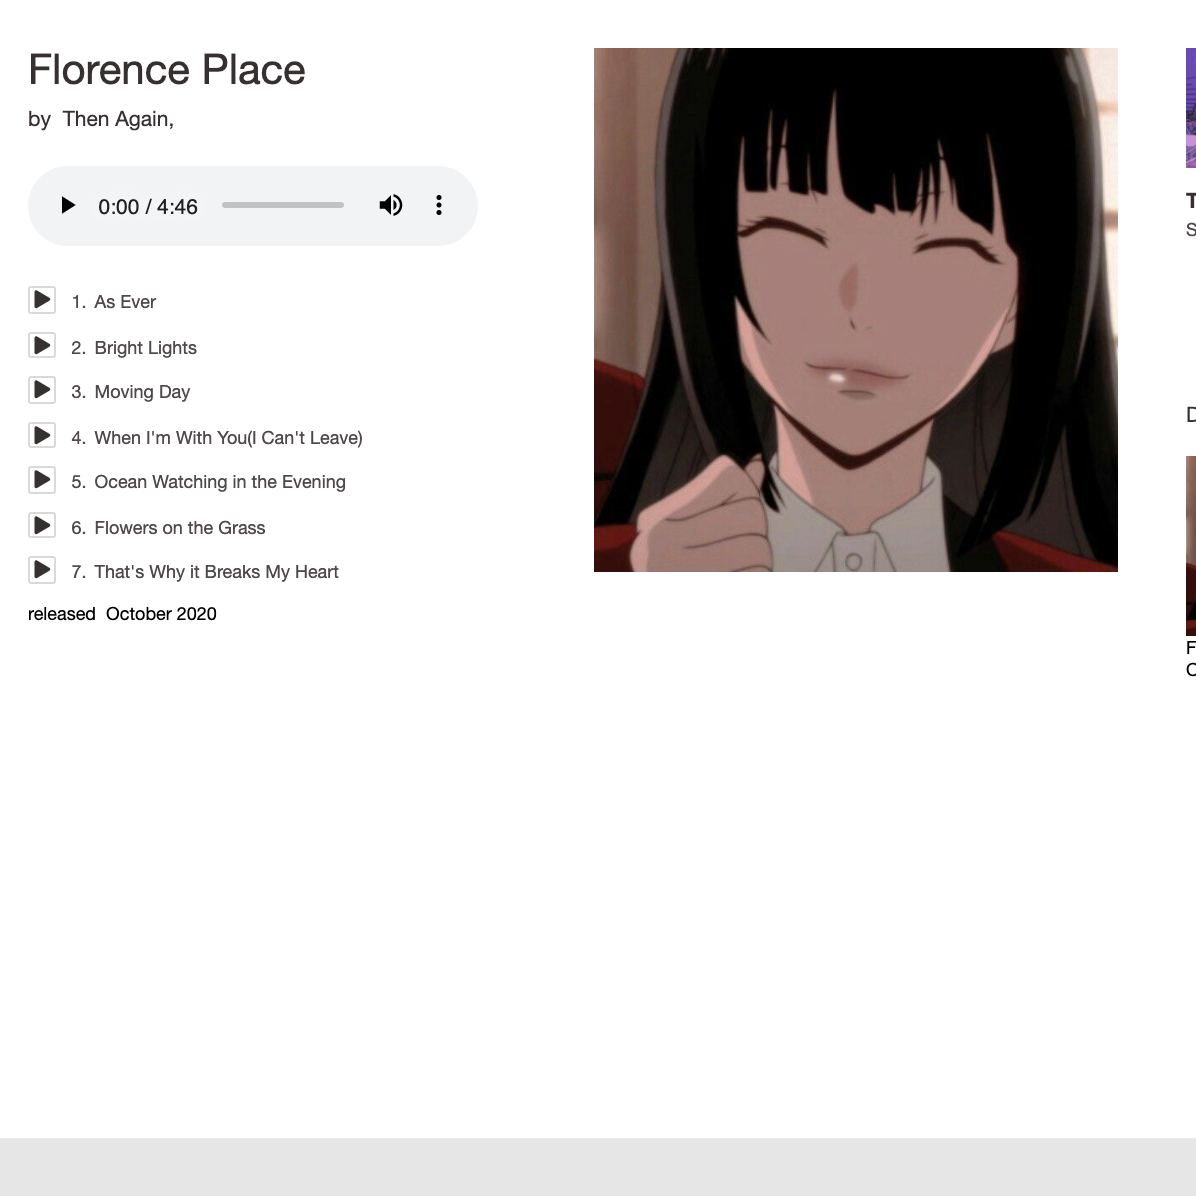 Florence Place
by Then Again,
0:00 / 4:46
1. As Ever
2. Bright Lights
3. Moving Day
4. When I'm With You(I Can't Leave)
5. Ocean Watching in the Evening
6. Flowers on the Grass
7. That's Why it Breaks My Heart
released October 2020